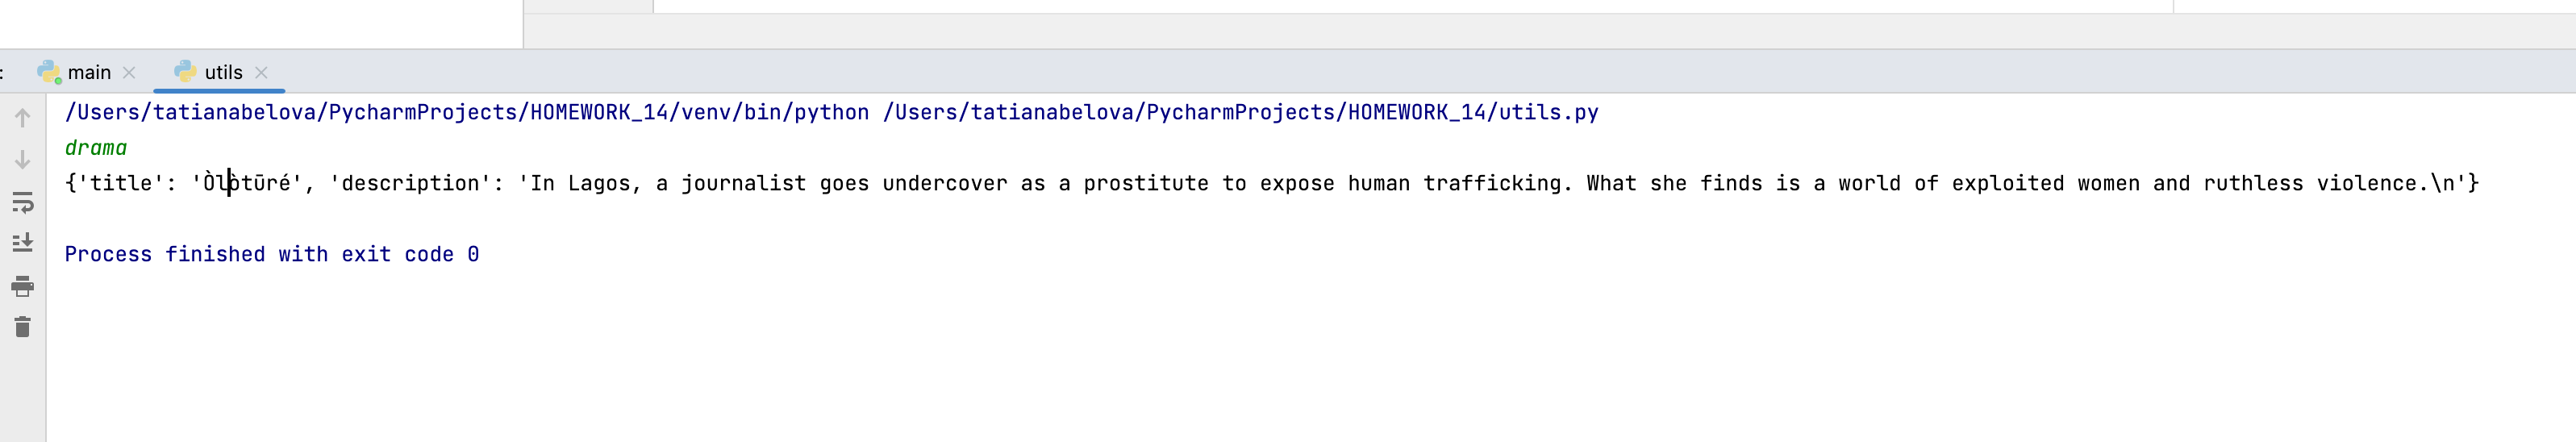 : main utils
/Users/tatianabelova/PycharmProjects/HOMEWORK_14/venv/bin/python /Users/tatianabelova/PycharmProjects/HOMEWORK_14/utils.py
drama
{'title': 'Òlòtūré', 'description': 'In Lagos, a journalist goes undercover as a prostitute to expose human trafficking. What she finds is a world of exploited women and ruthless violence.\n'}
Process finished with exit code 0